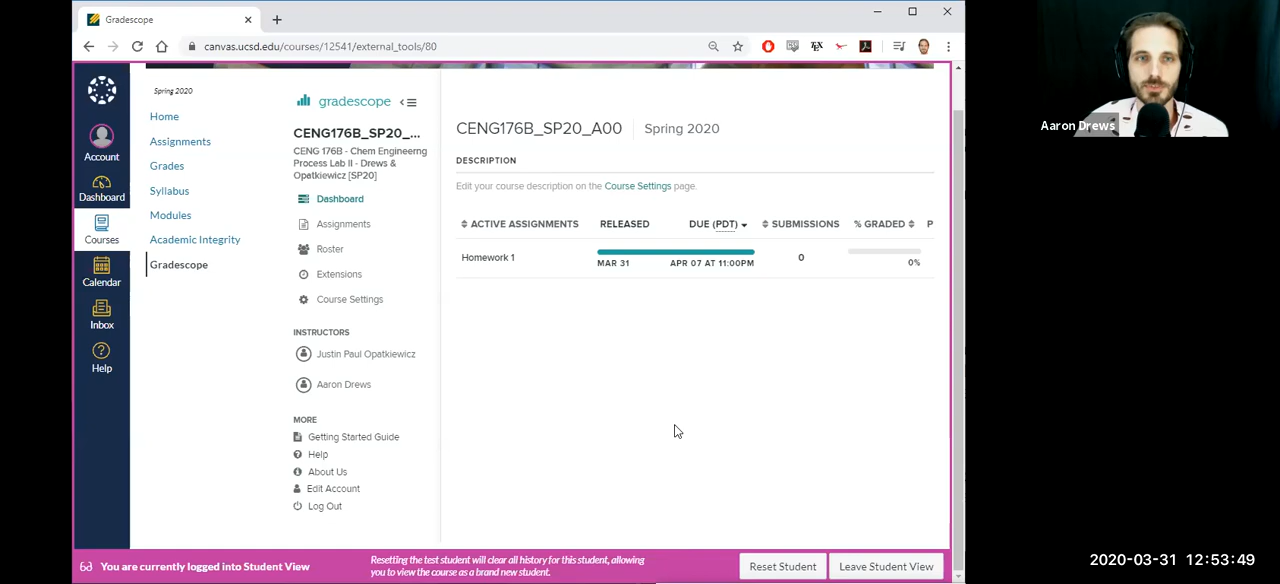 Gradescope
canvas.ucsd.edu/courses/12541/external_tools/80
Account
Dashboard
Courses
Calendar
Inbox
Help
Spring 2020
Home
Assignments
Grades
Syllabus
Modules
Academic Integrity
Gradescope
gradescope
CENG176B_SP20_...
CENG 176B - Chem Engineerng
Process Lab II - Drews &
Opatkiewicz [SP20]
Dashboard
Assignments
Roster
Extensions
Course Settings
INSTRUCTORS
Justin Paul Opatkiewicz
Aaron Drews
MORE
Getting Started Guide
Help
About Us
Edit Account
Log Out
CENG176B_SP20_A00 Spring 2020
DESCRIPTION
Edit your course description on the Course Settings page.
ACTIVE ASSIGNMENTS RELEASED DUE (PDT) SUBMISSIONS % GRADED P
Homework 1 MAR 31 APR 07 AT 11:00PM 0 0%
You are currently logged into Student View
Resetting the test student will clear all history for this student, allowing
you to view the course as a brand new student.
Reset Student
Leave Student View
Aaron Drews
2020-03-31 12:53:49